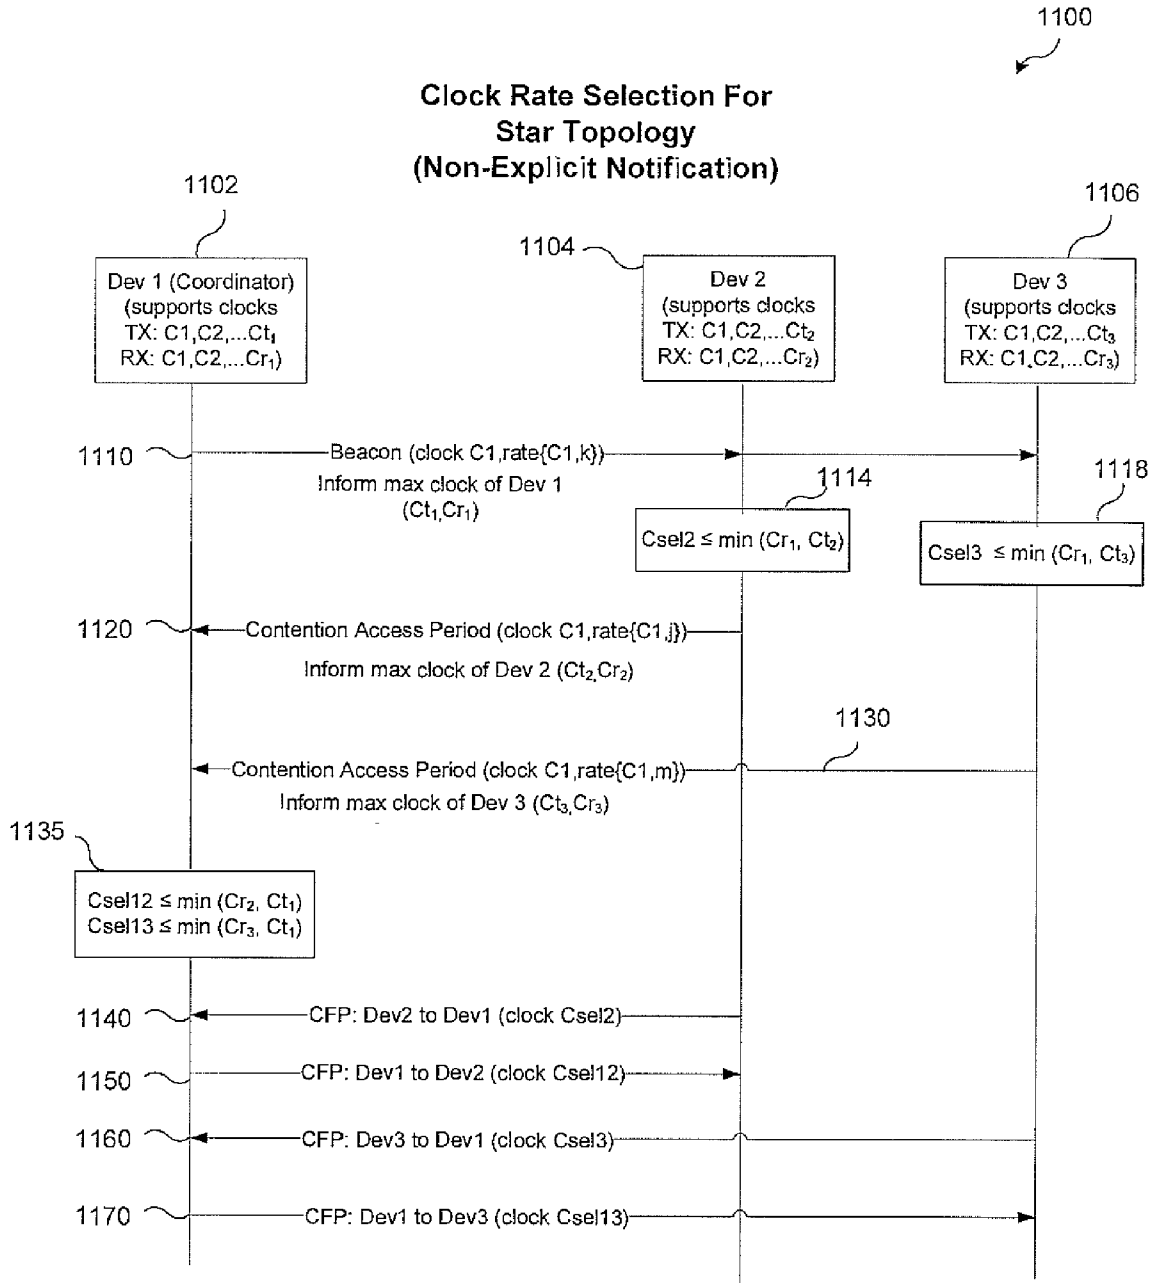 1100
Clock Rate Selection For
Star Topology
(Non-Explicit Notification)
1102
1104
1106
Dev 1 (Coordinator)
(supports clocks
TX: C1,C2,...Ct₁
RX: C1,C2,...Cr₁)
Dev 2
(supports clocks
TX: C1,C2,...Ct₂
RX: C1,C2,...Cr₂)
Dev 3
(supports clocks
TX: C1,C2,...Ct₃
RX: C1,C2,...Cr₃)
1110
Beacon (clock C1,rate{C1,k})
Inform max clock of Dev 1
(Ct₁,Cr₁)
1114
1118
Csel2 ≤ min (Cr₁, Ct₂)
Csel3 ≤ min (Cr₁, Ct₃)
1120
Contention Access Period (clock C1,rate{C1,j})
Inform max clock of Dev 2 (Ct₂,Cr₂)
1130
Contention Access Period (clock C1,rate{C1,m})
Inform max clock of Dev 3 (Ct₃,Cr₃)
1135
Csel12 ≤ min (Cr₂, Ct₁)
Csel13 ≤ min (Cr₃, Ct₁)
1140
CFP: Dev2 to Dev1 (clock Csel2)
1150
CFP: Dev1 to Dev2 (clock Csel12)
1160
CFP: Dev3 to Dev1 (clock Csel3)
1170
CFP: Dev1 to Dev3 (clock Csel13)